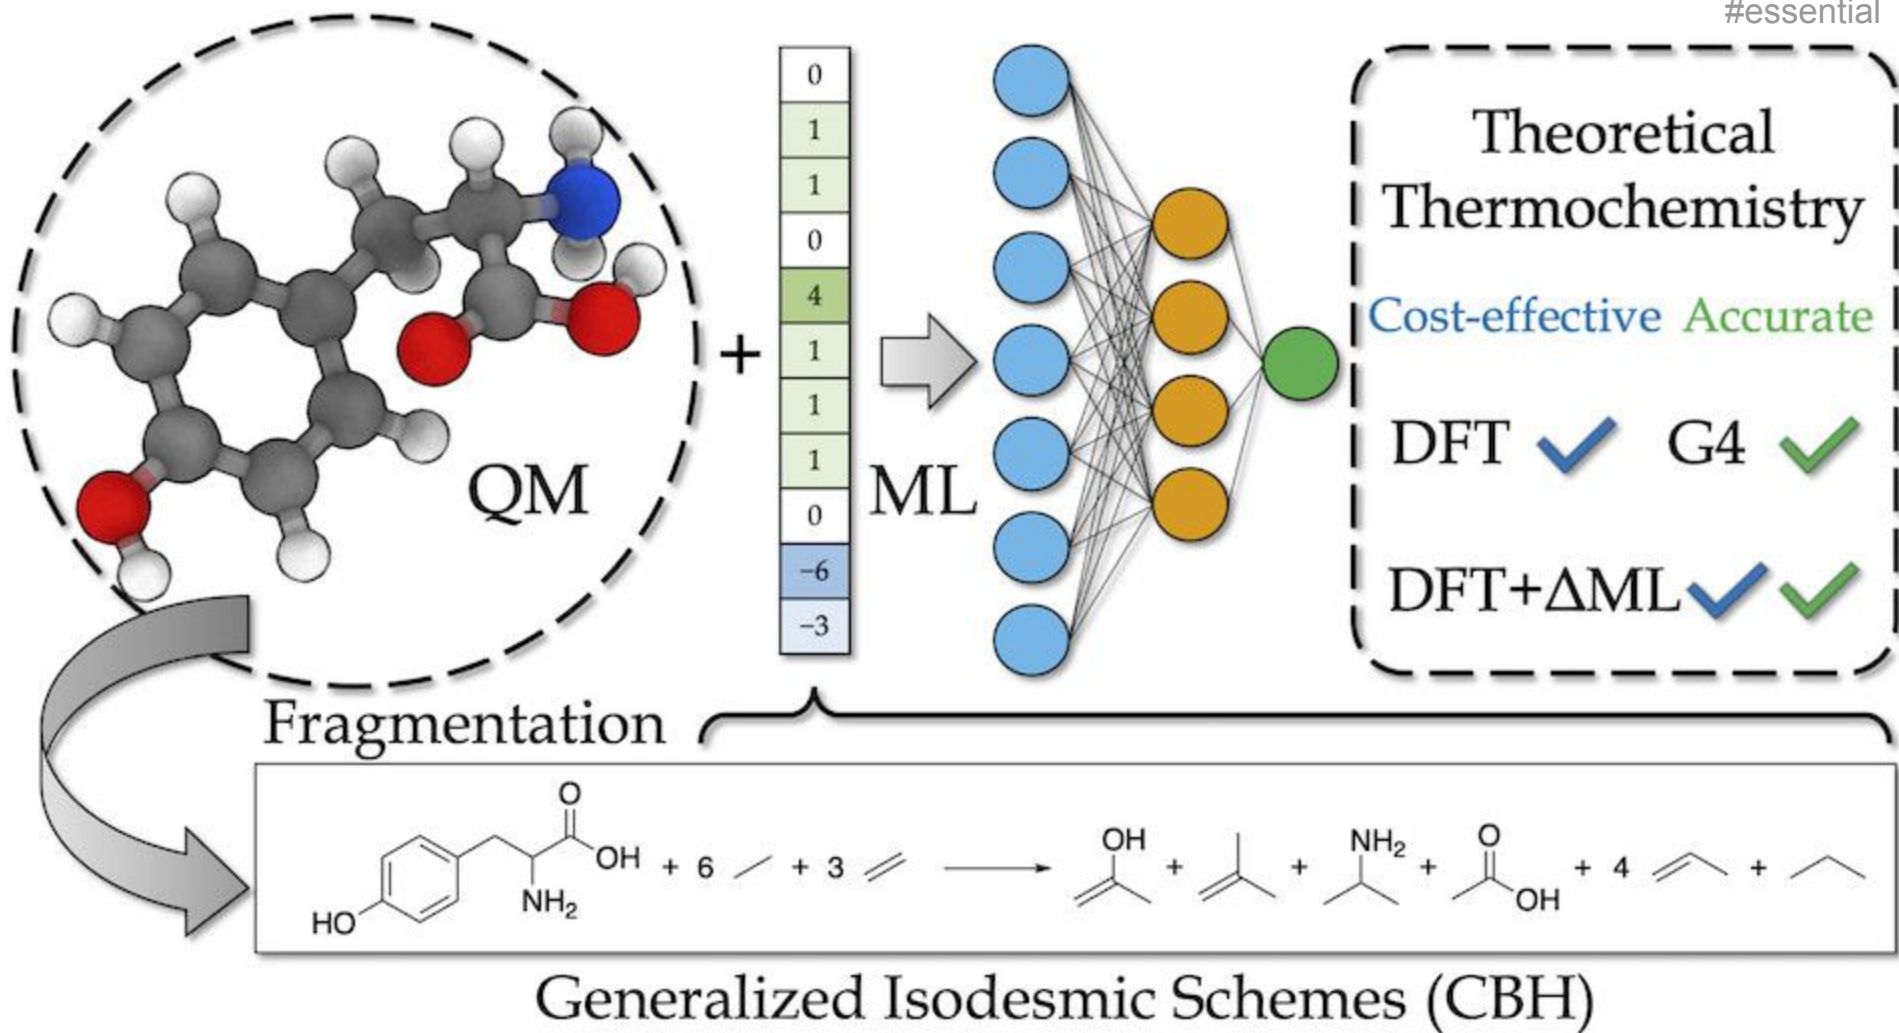 #essential
0
1
1
0
4
1
1
1
0
−6
−3
+
QM
ML
Theoretical
Thermochemistry
Cost-effective Accurate
DFT G4
DFT+ΔML
Fragmentation
HO O OH NH₂ + 6 + 3 OH + + NH₂ + O OH + 4 +
Generalized Isodesmic Schemes (CBH)